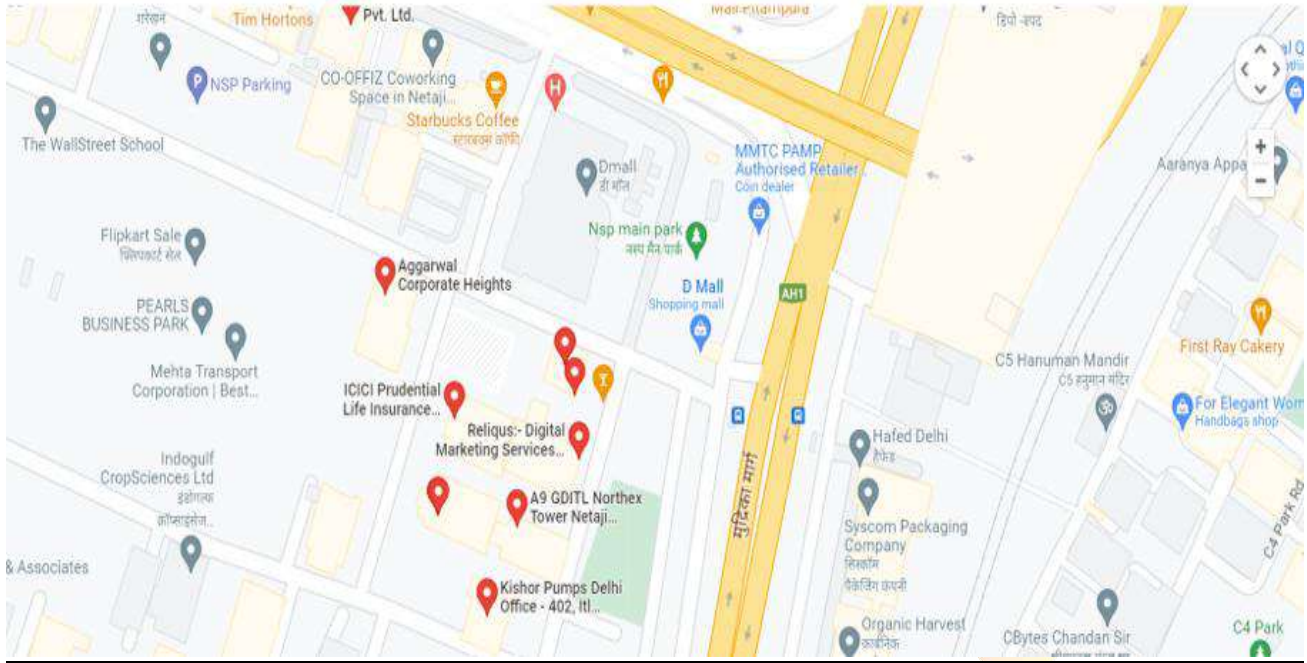 Tim Hortons
Pvt. Ltd.
Mall Pitampura
NSP Parking
P
CO-OFFIZ Coworking
Space in Netaji...
Starbucks Coffee
H
The WallStreet School
Dmall
डी मॉल
MMTC PAMP
Authorised Retailer...
Coin dealer
Aaranya Appa
+
−
Nsp main park
नस्प मैन पार्क
Flipkart Sale
फ्लिपकार्ट सेल
Aggarwal
Corporate Heights
D Mall
Shopping mall
AH1
PEARLS
BUSINESS PARK
First Ray Cakery
Mehta Transport
Corporation | Best...
ICICI Prudential
Life Insurance...
C5 Hanuman Mandir
C5 हनुमान मंदिर
For Elegant Wom
Handbags shop
Reliqus:- Digital
Marketing Services...
Hafed Delhi
हैफेड
Indogulf
CropSciences Ltd
A9 GDITL Northex
Tower Netaji...
मुद्रिका मार्ग
Syscom Packaging
Company
सिस्कॉम
पैकेजिंग कंपनी
C4 Park Rd
& Associates
Kishor Pumps Delhi
Office - 402, Itl...
Organic Harvest
CBytes Chandan Sir
C4 Park